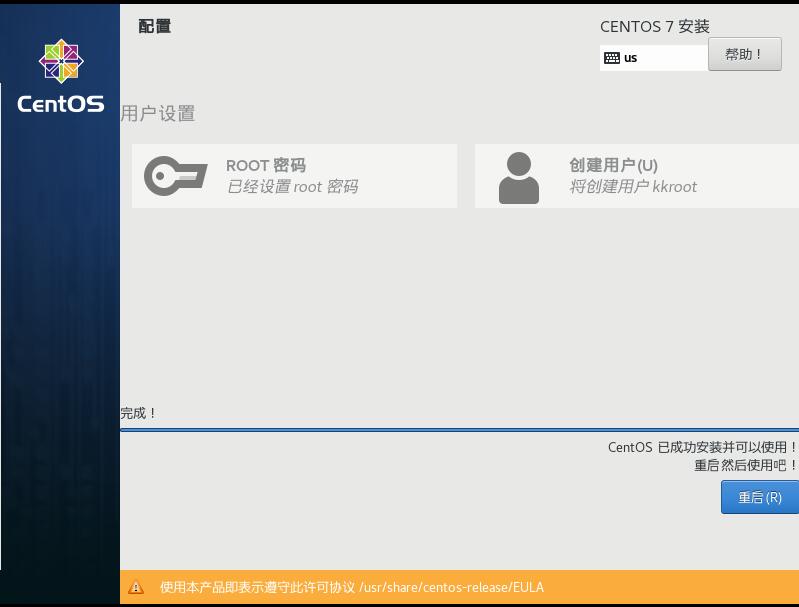 配置
CENTOS 7 安装
us
帮助！
CentOS
用户设置
ROOT 密码
已经设置 root 密码
创建用户(U)
将创建用户 kkroot
完成！
CentOS 已成功安装并可以使用！
重启然后使用吧！
重启(R)
使用本产品即表示遵守此许可协议 /usr/share/centos-release/EULA